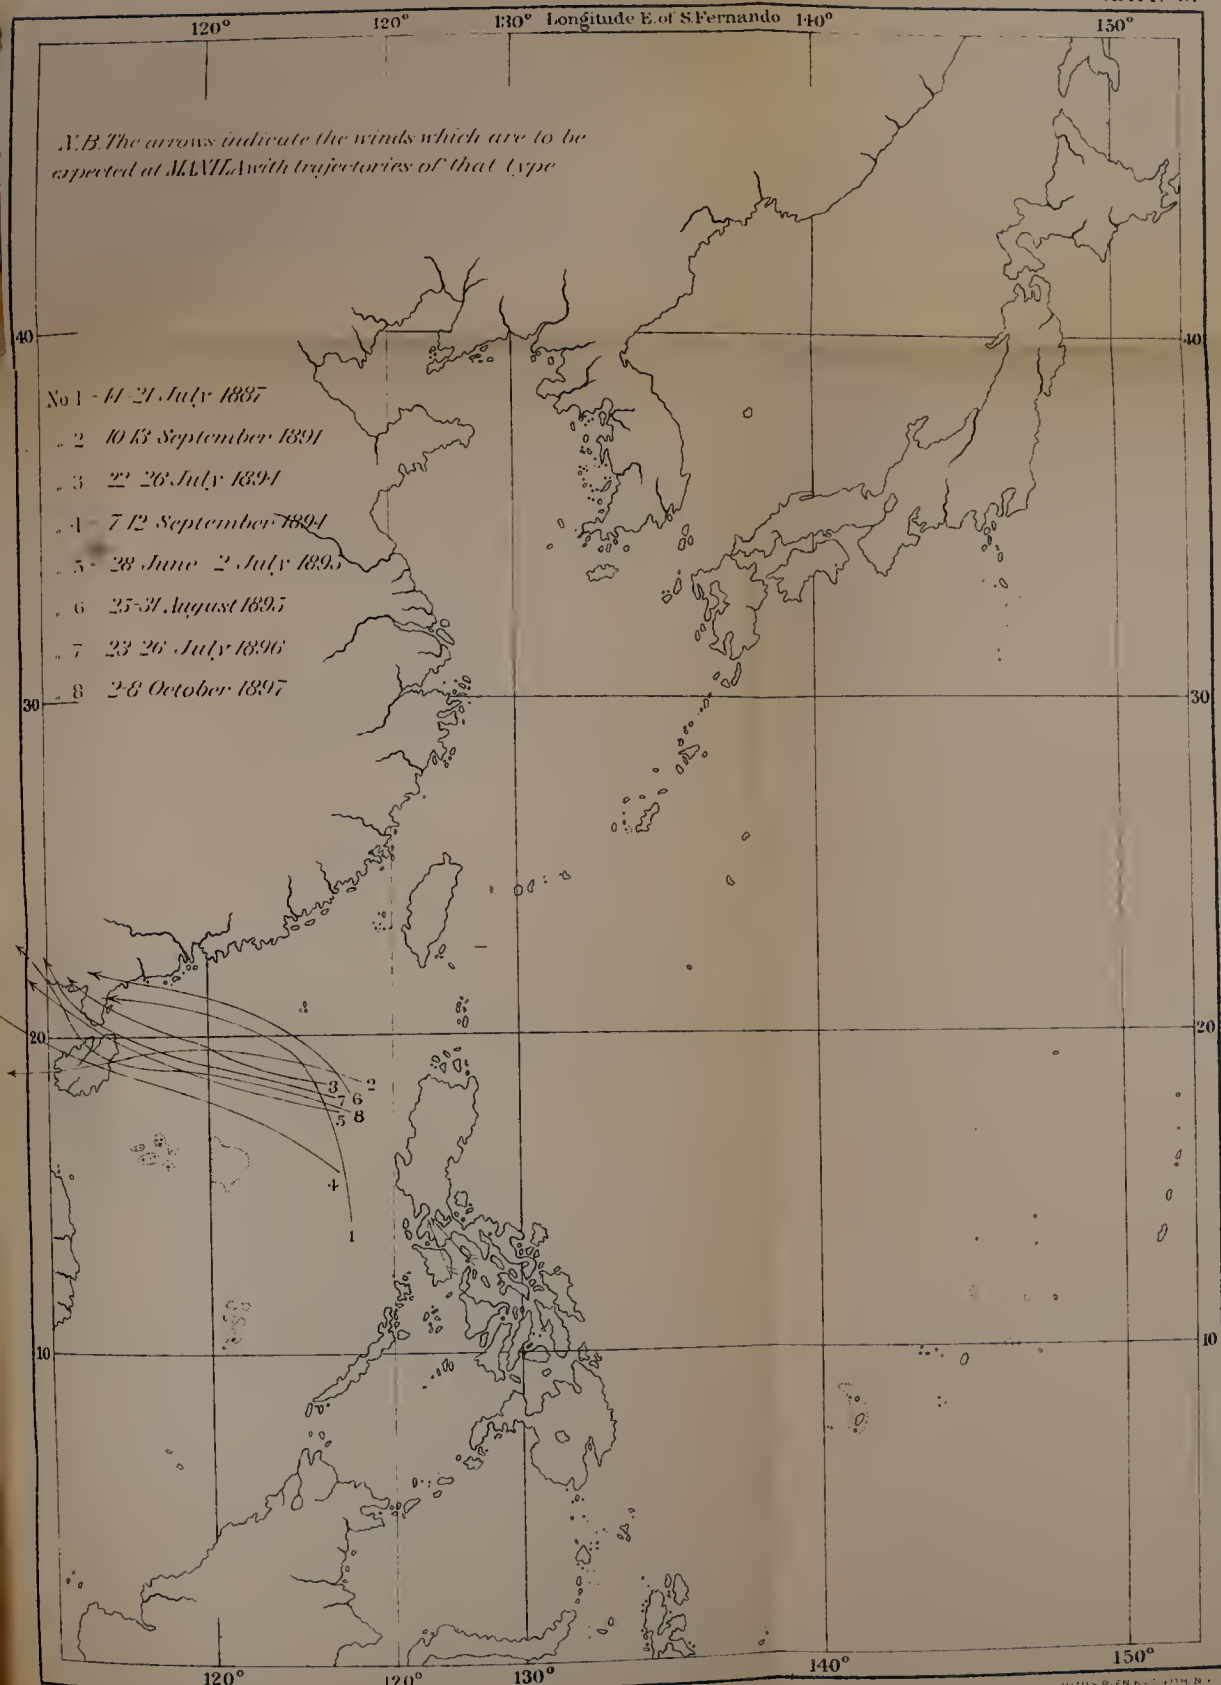 120° 120° 130° Longitude E. of S. Fernando 140° 150°
N.B. The arrows indicate the winds which are to be
expected at MANILA with trajectories of that type
40 40
No 1 - 14-21 July 1887
„ 2 10-13 September 1891
„ 3 22-26 July 1894
„ 4 7-12 September 1894
„ 5 28 June - 2 July 1895
„ 6 25-31 August 1895
„ 7 23-26 July 1896
„ 8 2-8 October 1897
30 30
20 20
3 2
7 6
5 8
4
1
10 10
120° 120° 130° 140° 150°